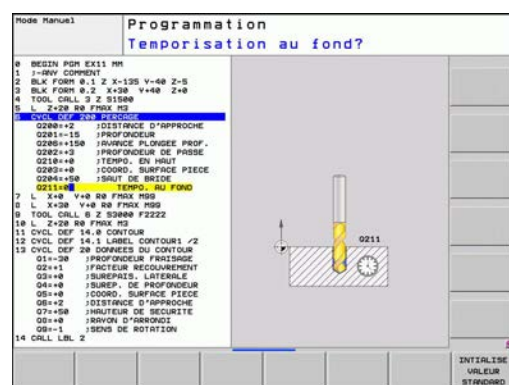 Mode Manuel
Programmation
Temporisation au fond?
0 BEGIN PGM EX11 MM
1 ;-ANY COMMENT
2 BLK FORM 0.1 Z X-135 Y-40 Z-5
3 BLK FORM 0.2 X+30 Y+40 Z+0
4 TOOL CALL 3 Z S1500
5 L Z+20 R0 FMAX M3
6 CYCL DEF 200 PERCAGE
Q200=+2 ;DISTANCE D'APPROCHE
Q201=-15 ;PROFONDEUR
Q206=+150 ;AVANCE PLONGEE PROF.
Q202=+3 ;PROFONDEUR DE PASSE
Q210=+0 ;TEMPO. EN HAUT
Q203=+0 ;COORD. SURFACE PIECE
Q204=+50 ;SAUT DE BRIDE
Q211=0 TEMPO. AU FOND
7 L X+0 Y+0 R0 FMAX M99
8 L X+30 Y+0 R0 FMAX M99
9 TOOL CALL 6 Z S3000 F2222
10 L Z+20 R0 FMAX M3
11 CYCL DEF 14.0 CONTOUR
12 CYCL DEF 14.1 LABEL CONTOUR1 /2
13 CYCL DEF 20 DONNEES DU CONTOUR
Q1=-30 ;PROFONDEUR FRAISAGE
Q2=+1 ;FACTEUR RECOUVREMENT
Q3=+0 ;SUREPAIS. LATERALE
Q4=+0 ;SUREP. DE PROFONDEUR
Q5=+0 ;COORD. SURFACE PIECE
Q6=+2 ;DISTANCE D'APPROCHE
Q7=+50 ;HAUTEUR DE SECURITE
Q8=+0 ;RAYON D'ARRONDI
Q9=-1 ;SENS DE ROTATION
14 CALL LBL 2
Q211
INTIALISE
VALEUR
STANDARD